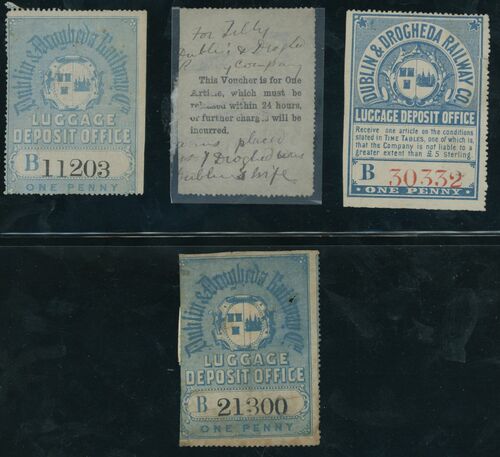 Dublin & Drogheda Railway Co.
LUGGAGE
DEPOSIT OFFICE
B 11203
ONE PENNY
For
& Drogheda
Company
This Voucher is for One
Article, which must be
released within 24 hours,
or further charges will be
incurred.
Drogheda
DUBLIN & DROGHEDA RAILWAY CO.
LUGGAGE DEPOSIT OFFICE
Receive one article on the conditions
stated in TIME TABLES, one of which is,
that the Company is not liable to a
greater extent than £5 Sterling.
B 30332
ONE PENNY
Dublin & Drogheda Railway Co.
LUGGAGE
DEPOSIT OFFICE
B 21300
ONE PENNY